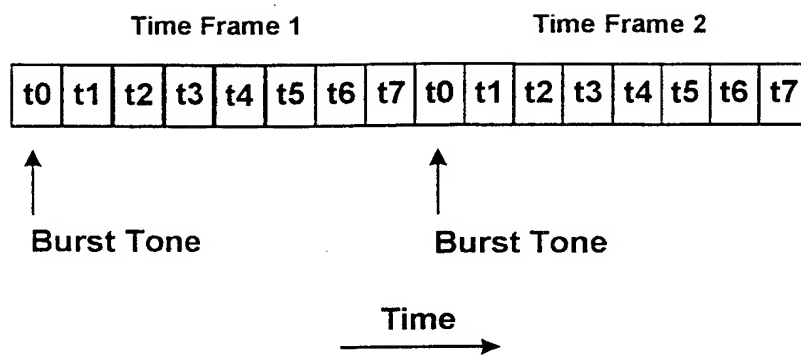 Time Frame 1 Time Frame 2
t0 t1 t2 t3 t4 t5 t6 t7 t0 t1 t2 t3 t4 t5 t6 t7
Burst Tone Burst Tone
Time